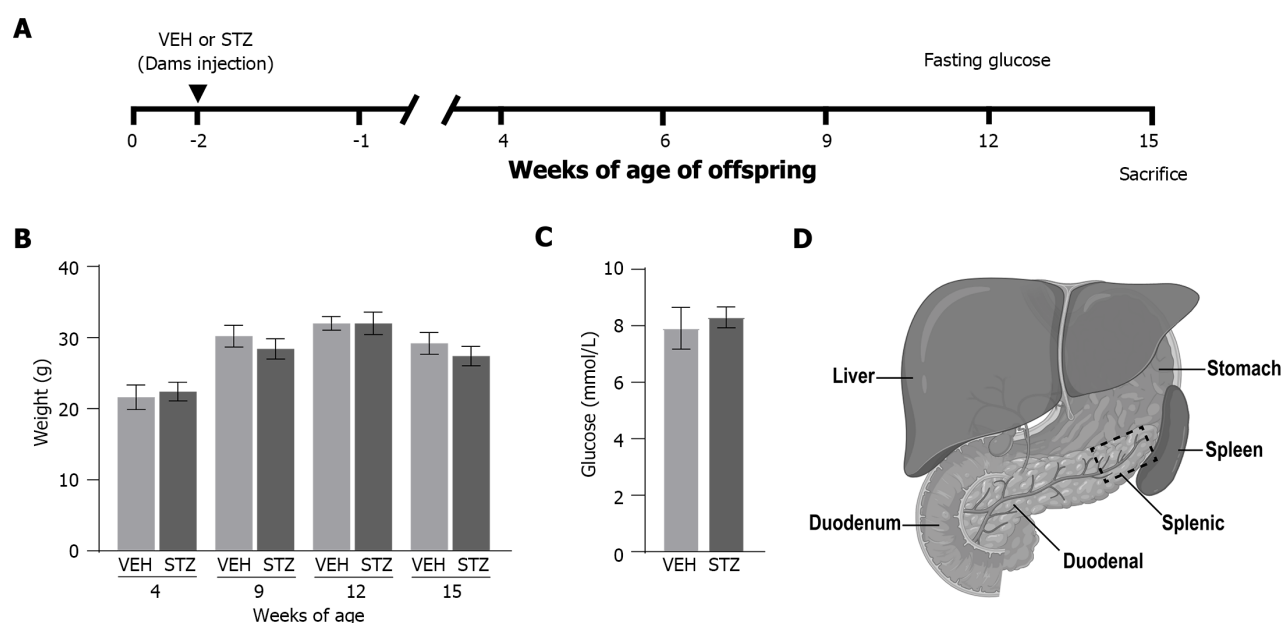 A
VEH or STZ
(Dams injection)
Fasting glucose
0 -2 -1 4 6 9 12 15
Weeks of age of offspring
Sacrifice
B
40
30
20
10
0
Weight (g)
VEH STZ VEH STZ VEH STZ VEH STZ
4 9 12 15
Weeks of age
C
10
8
6
4
2
0
Glucose (mmol/L)
VEH STZ
D
Liver
Stomach
Spleen
Splenic
Duodenum
Duodenal